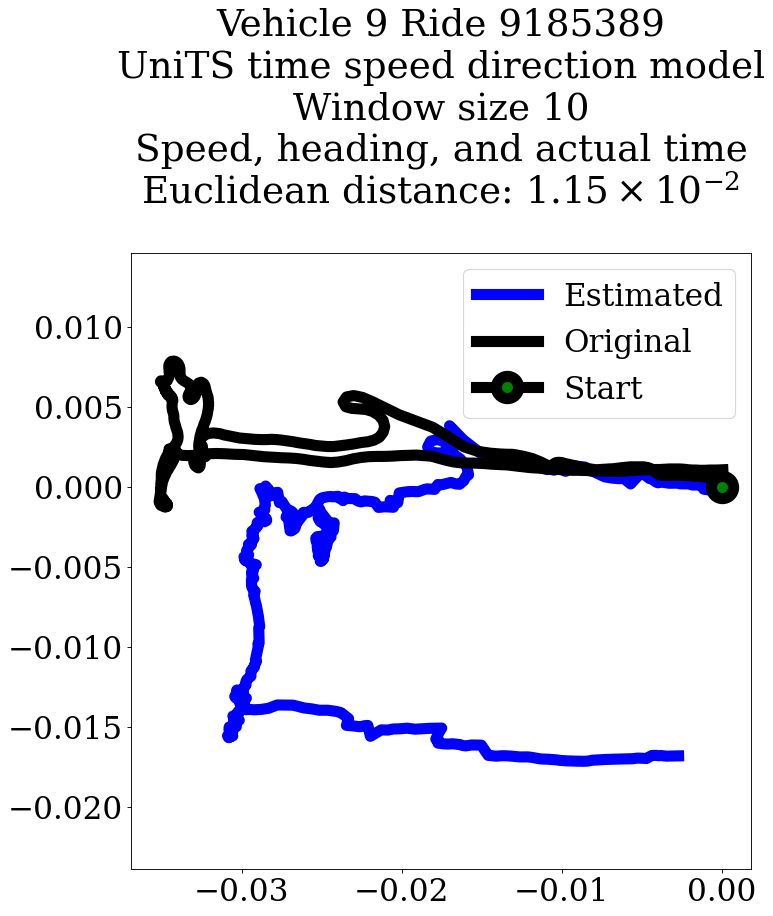 Vehicle 9 Ride 9185389
UniTS time speed direction model
Window size 10
Speed, heading, and actual time
Euclidean distance: 1.15 × 10⁻²
Estimated
Original
Start
0.010
0.005
0.000
−0.005
−0.010
−0.015
−0.020
−0.03
−0.02
−0.01
0.00